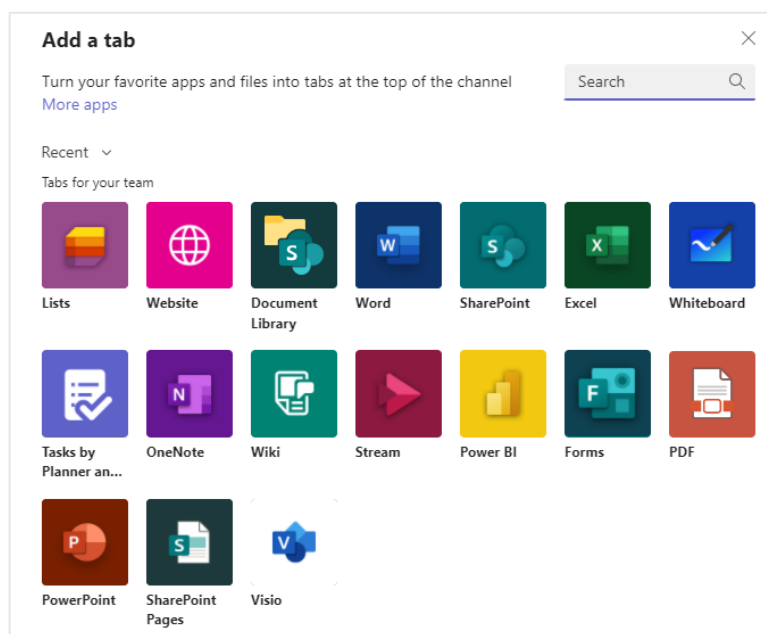 Add a tab
Turn your favorite apps and files into tabs at the top of the channel
Search
More apps
Recent
Tabs for your team
S
W
S
X
Lists
Website
Document
Library
Word
SharePoint
Excel
Whiteboard
N
F
Tasks by
Planner an...
OneNote
Wiki
Stream
Power BI
Forms
PDF
P
S
V
PowerPoint
SharePoint
Pages
Visio